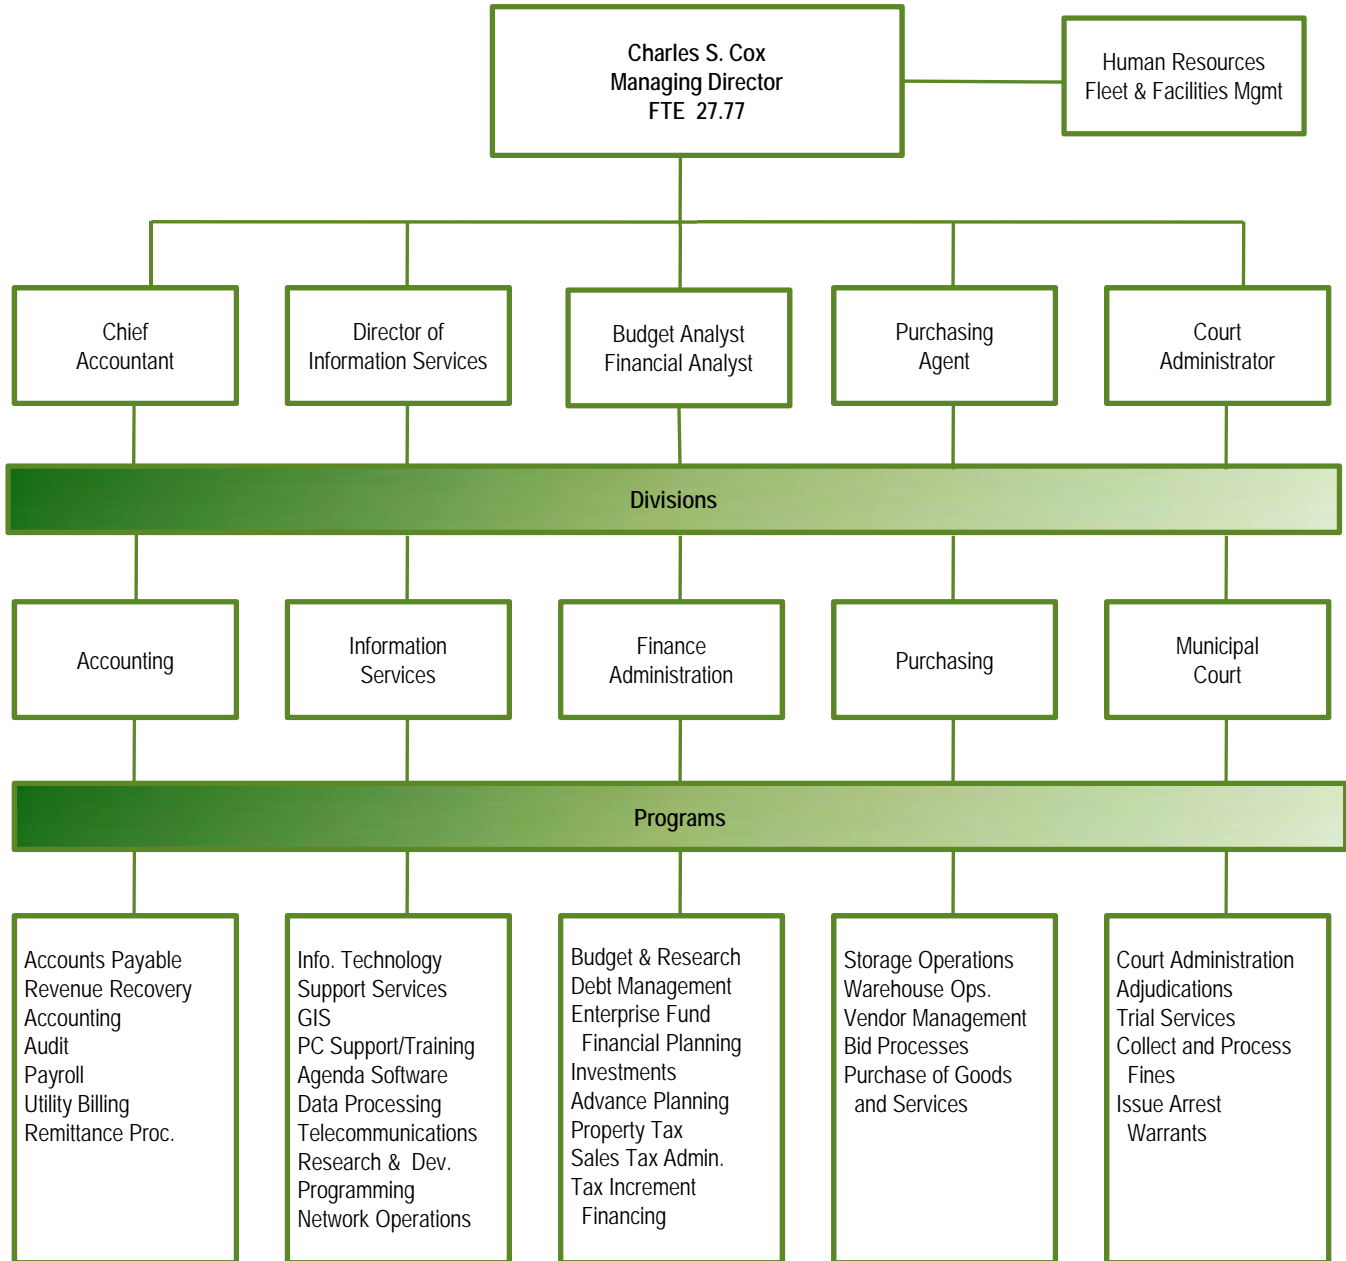 Charles S. Cox
Managing Director
FTE  27.77
Human Resources
Fleet & Facilities Mgmt
Chief
Accountant
Director of
Information Services
Budget Analyst
Financial Analyst
Purchasing
Agent
Court
Administrator
Divisions
Accounting
Information
Services
Finance
Administration
Purchasing
Municipal
Court
Programs
Accounts Payable
Revenue Recovery
Accounting
Audit
Payroll
Utility Billing
Remittance Proc.
Info. Technology
Support Services
GIS
PC Support/Training
Agenda Software
Data Processing
Telecommunications
Research &  Dev.
Programming
Network Operations
Budget & Research
Debt Management
Enterprise Fund
Financial Planning
Investments
Advance Planning
Property Tax
Sales Tax Admin.
Tax Increment
Financing
Storage Operations
Warehouse Ops.
Vendor Management
Bid Processes
Purchase of Goods
and Services
Court Administration
Adjudications
Trial Services
Collect and Process
Fines
Issue Arrest
Warrants